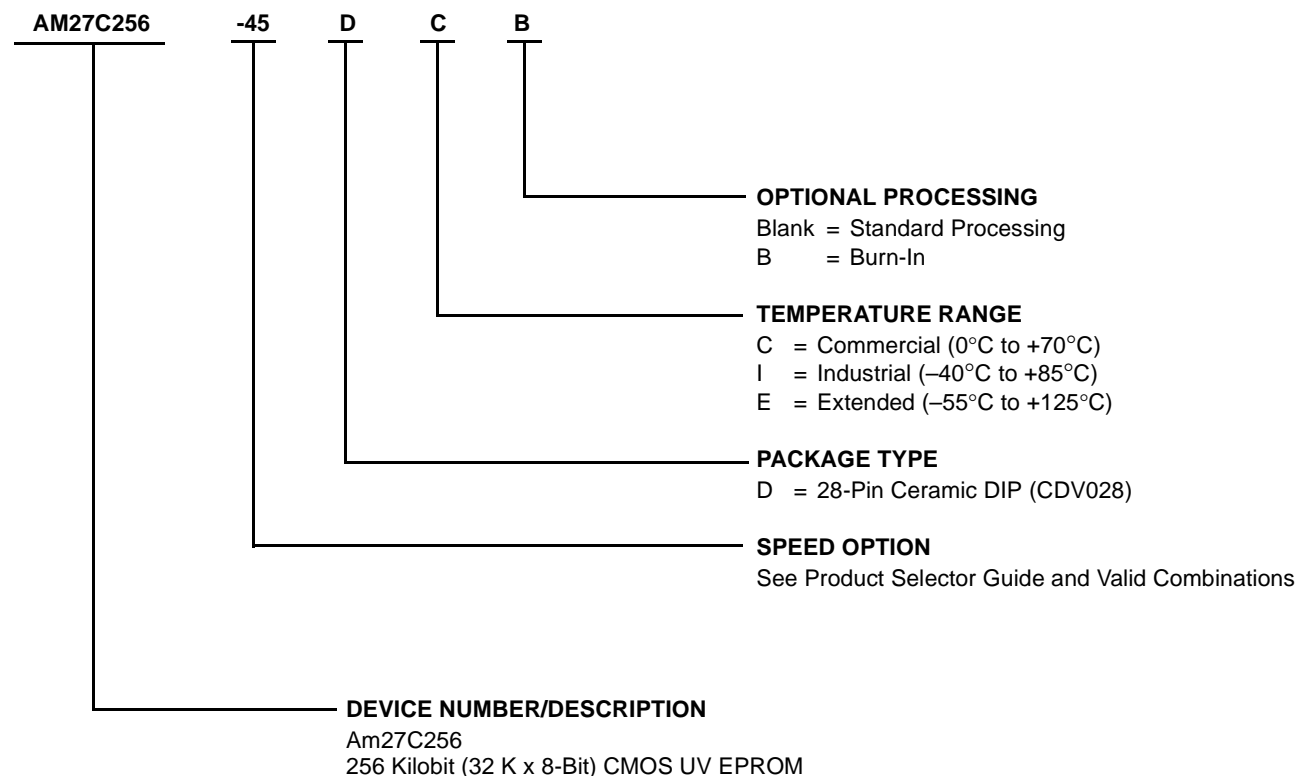 AM27C256 -45 D C B
OPTIONAL PROCESSING
Blank = Standard Processing
B = Burn-In
TEMPERATURE RANGE
C = Commercial (0°C to +70°C)
I = Industrial (–40°C to +85°C)
E = Extended (–55°C to +125°C)
PACKAGE TYPE
D = 28-Pin Ceramic DIP (CDV028)
SPEED OPTION
See Product Selector Guide and Valid Combinations
DEVICE NUMBER/DESCRIPTION
Am27C256
256 Kilobit (32 K x 8-Bit) CMOS UV EPROM